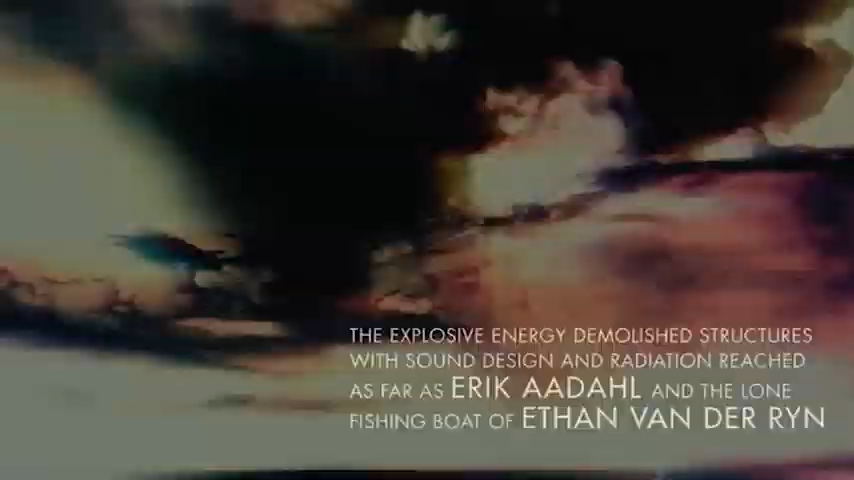 THE EXPLOSIVE ENERGY DEMOLISHED STRUCTURES
WITH SOUND DESIGN AND RADIATION REACHED
AS FAR AS ERIK AADAHL AND THE LONE
FISHING BOAT OF ETHAN VAN DER RYN